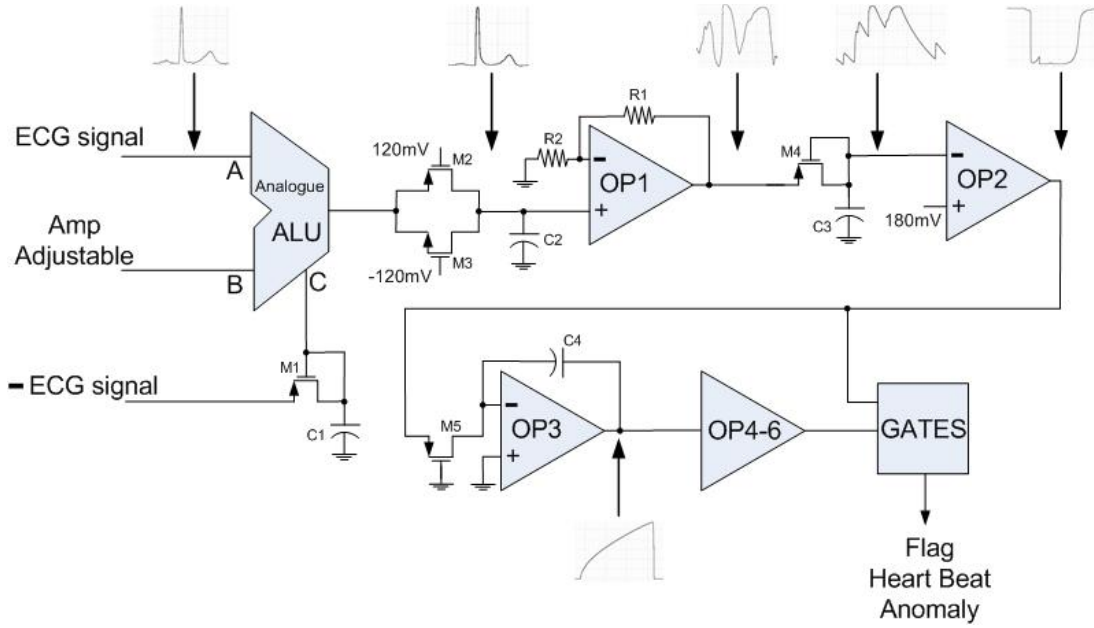 ECG signal
A
Analogue
ALU
Amp
Adjustable
B
C
- ECG signal
M1
C1
120mV
M2
M3
-120mV
C2
R2
R1
-
OP1
+
M4
C3
-
OP2
180mV
+
M5
C4
-
OP3
+
OP4-6
GATES
Flag
Heart Beat
Anomaly